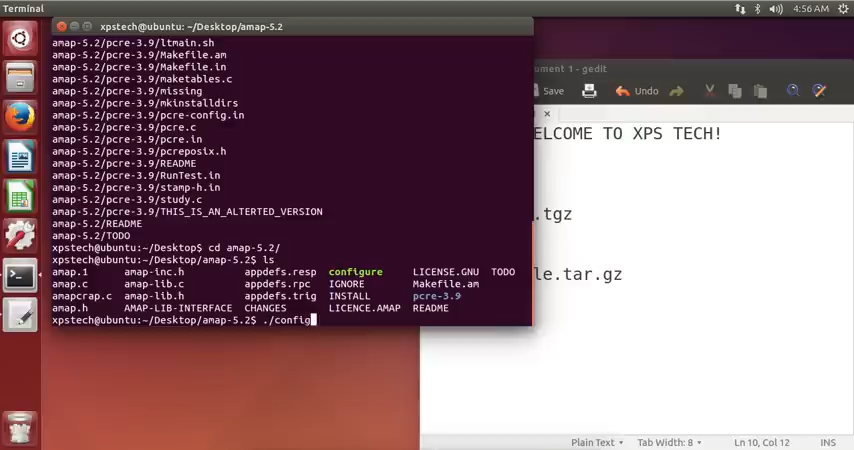 Terminal
4:56 AM
xpstech@ubuntu: ~/Desktop/amap-5.2
amap-5.2/pcre-3.9/ltmain.sh
amap-5.2/pcre-3.9/Makefile.am
amap-5.2/pcre-3.9/Makefile.in
amap-5.2/pcre-3.9/maketables.c
amap-5.2/pcre-3.9/missing
amap-5.2/pcre-3.9/mkinstalldirs
amap-5.2/pcre-3.9/pcre-config.in
amap-5.2/pcre-3.9/pcre.c
amap-5.2/pcre-3.9/pcre.in
amap-5.2/pcre-3.9/pcreposix.h
amap-5.2/pcre-3.9/README
amap-5.2/pcre-3.9/RunTest.in
amap-5.2/pcre-3.9/stamp-h.in
amap-5.2/pcre-3.9/study.c
amap-5.2/pcre-3.9/THIS_IS_AN_ALTERTED_VERSION
amap-5.2/README
amap-5.2/TODO
xpstech@ubuntu:~/Desktop$ cd amap-5.2/
xpstech@ubuntu:~/Desktop/amap-5.2$ ls
amap.1 amap-inc.h appdefs.resp configure LICENSE.GNU TODO
amap.c amap-lib.c appdefs.rpc IGNORE Makefile.am
amapcrap.c amap-lib.h appdefs.trig INSTALL pcre-3.9
amap.h AMAP-LIB-INTERFACE CHANGES LICENCE.AMAP README
xpstech@ubuntu:~/Desktop/amap-5.2$ ./config
ument 1 - gedit
Save Undo
ELCOME TO XPS TECH!
.tgz
le.tar.gz
Plain Text Tab Width: 8 Ln 10, Col 12 INS